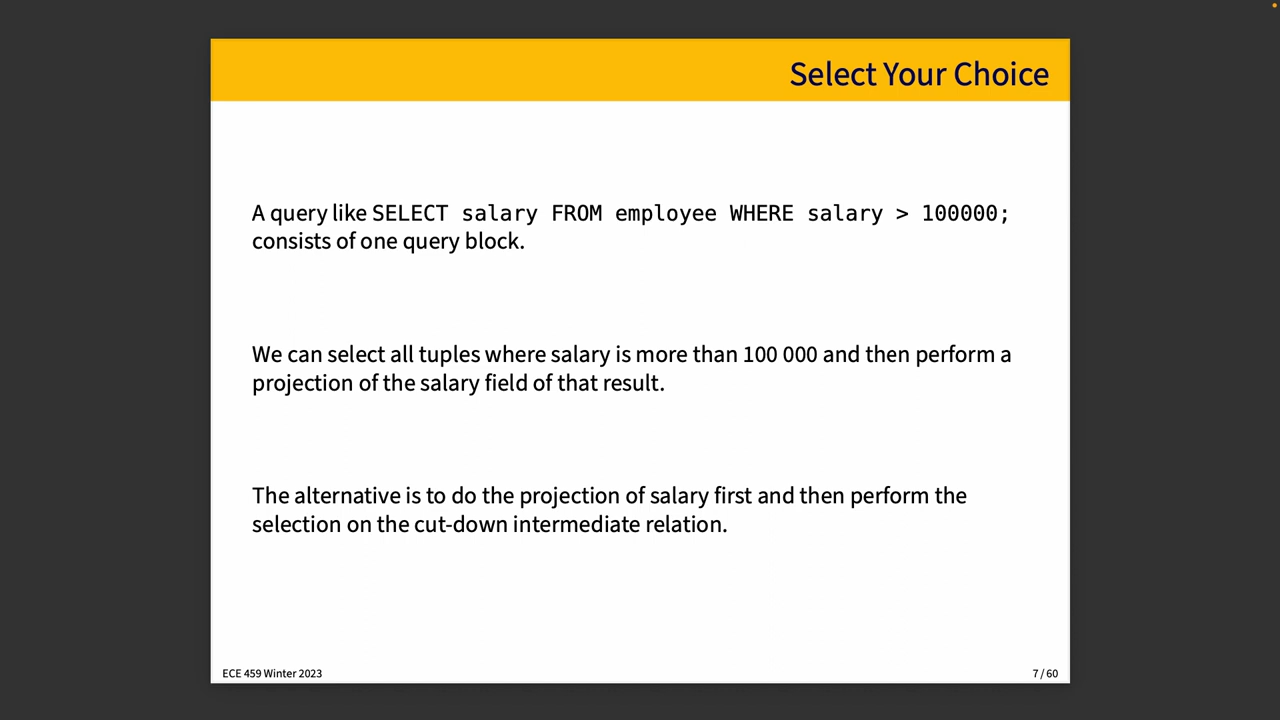 Select Your Choice
A query like SELECT salary FROM employee WHERE salary > 100000;
consists of one query block.
We can select all tuples where salary is more than 100 000 and then perform a
projection of the salary field of that result.
The alternative is to do the projection of salary first and then perform the
selection on the cut-down intermediate relation.
ECE 459 Winter 2023
7 / 60